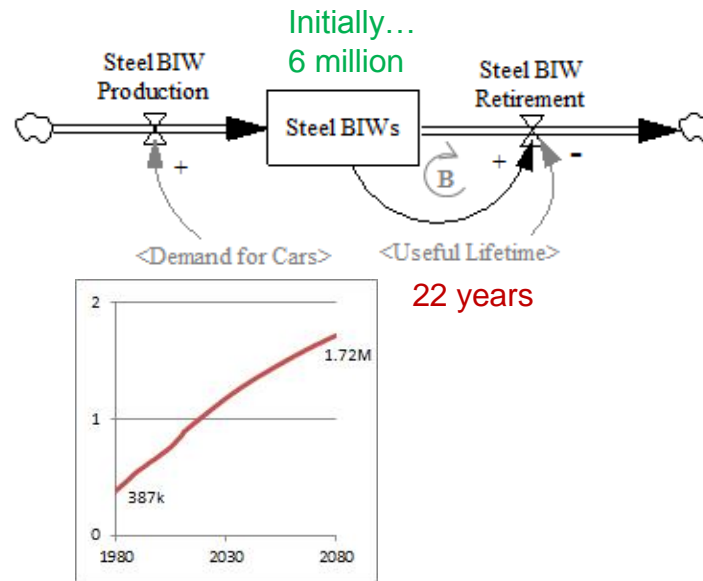 Initially…
6 million
Steel BIW
Production
Steel BIW
Retirement
Steel BIWs
+
B
+
-
<Demand for Cars>
<Useful Lifetime>
22 years
2
1.72M
1
387k
0
1980
2030
2080